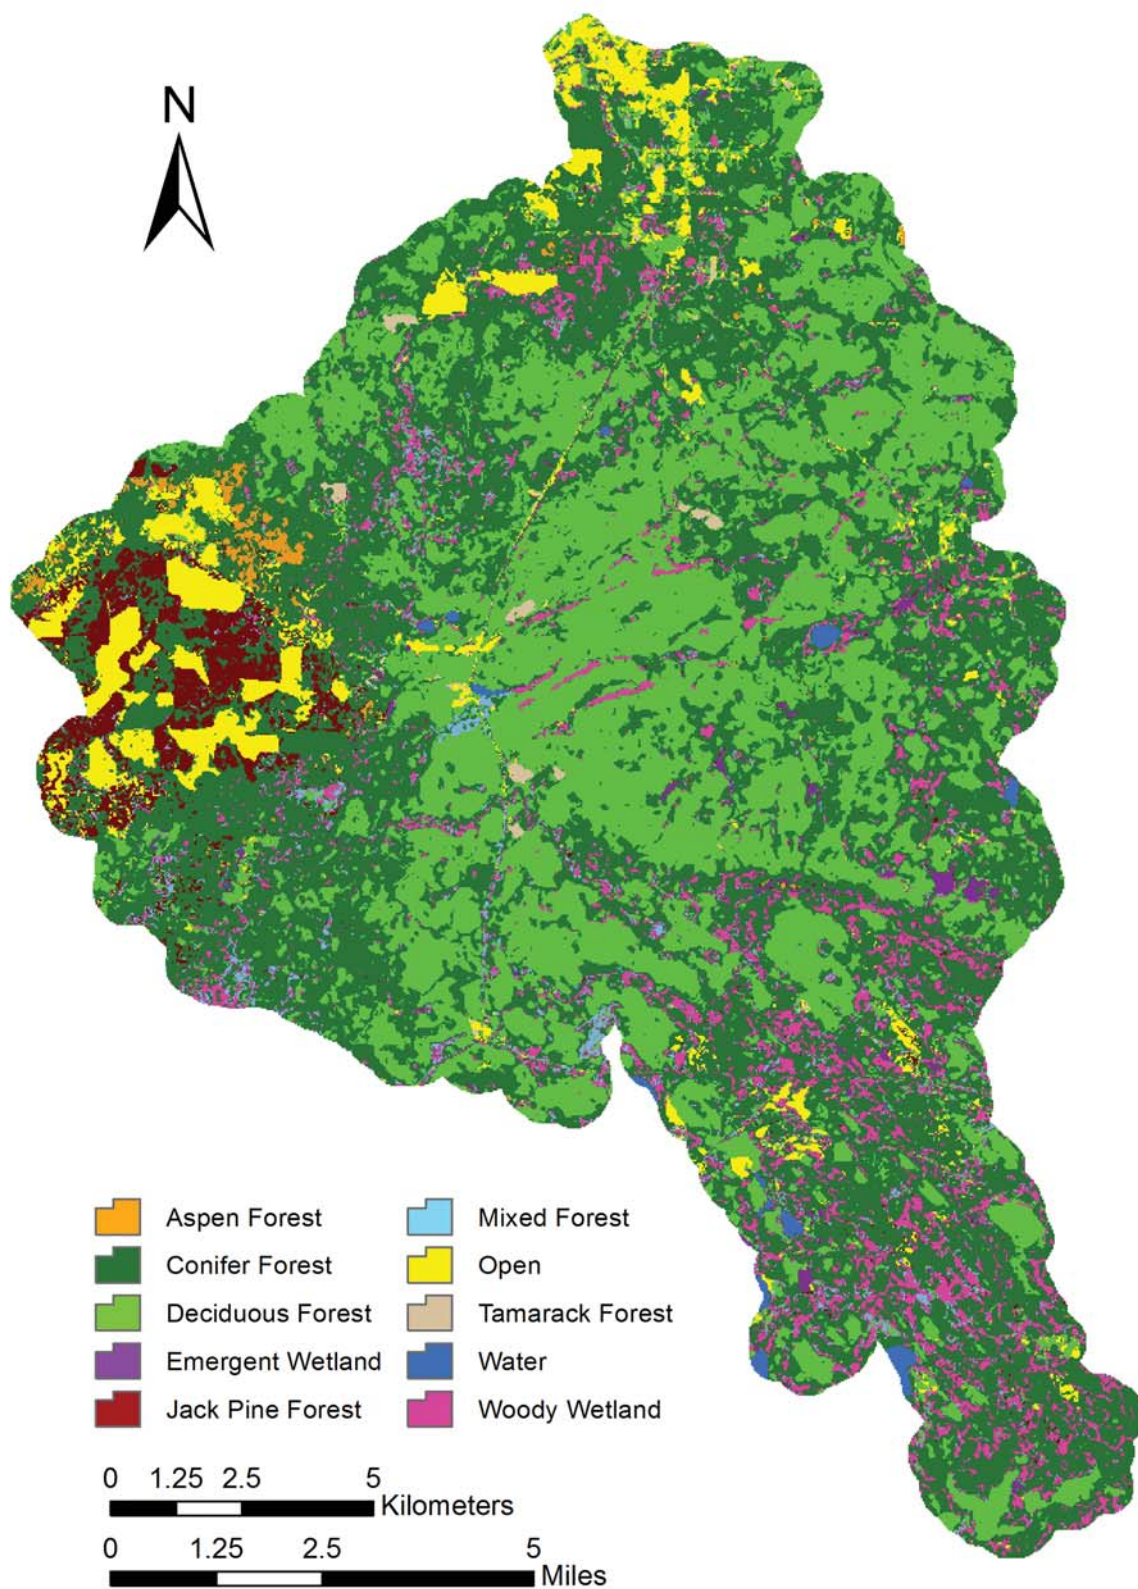 N
Aspen Forest
Conifer Forest
Deciduous Forest
Emergent Wetland
Jack Pine Forest
Mixed Forest
Open
Tamarack Forest
Water
Woody Wetland
0 1.25 2.5 5
Kilometers
0 1.25 2.5 5
Miles